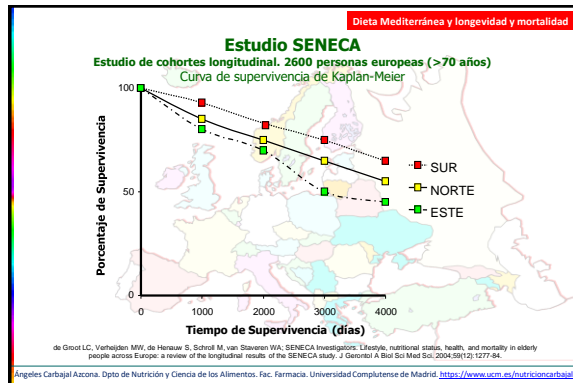 Dieta Mediterránea y longevidad y mortalidad
Estudio SENECA
Estudio de cohortes longitudinal. 2600 personas europeas (>70 años)
Curva de supervivencia de Kaplan-Meier
Porcentaje de Supervivencia
100
50
0
0 1000 2000 3000 4000
SUR
NORTE
ESTE
Tiempo de Supervivencia (días)
de Groot LC, Verheijden MW, de Henauw S, Schroll M, van Staveren WA; SENECA Investigators. Lifestyle, nutritional status, health, and mortality in elderly
people across Europe: a review of the longitudinal results of the SENECA study. J Gerontol A Biol Sci Med Sci. 2004;59(12):1277-84.
Ángeles Carbajal Azcona. Dpto de Nutrición y Ciencia de los Alimentos. Fac. Farmacia. Universidad Complutense de Madrid. https://www.ucm.es/nutricioncarbajal